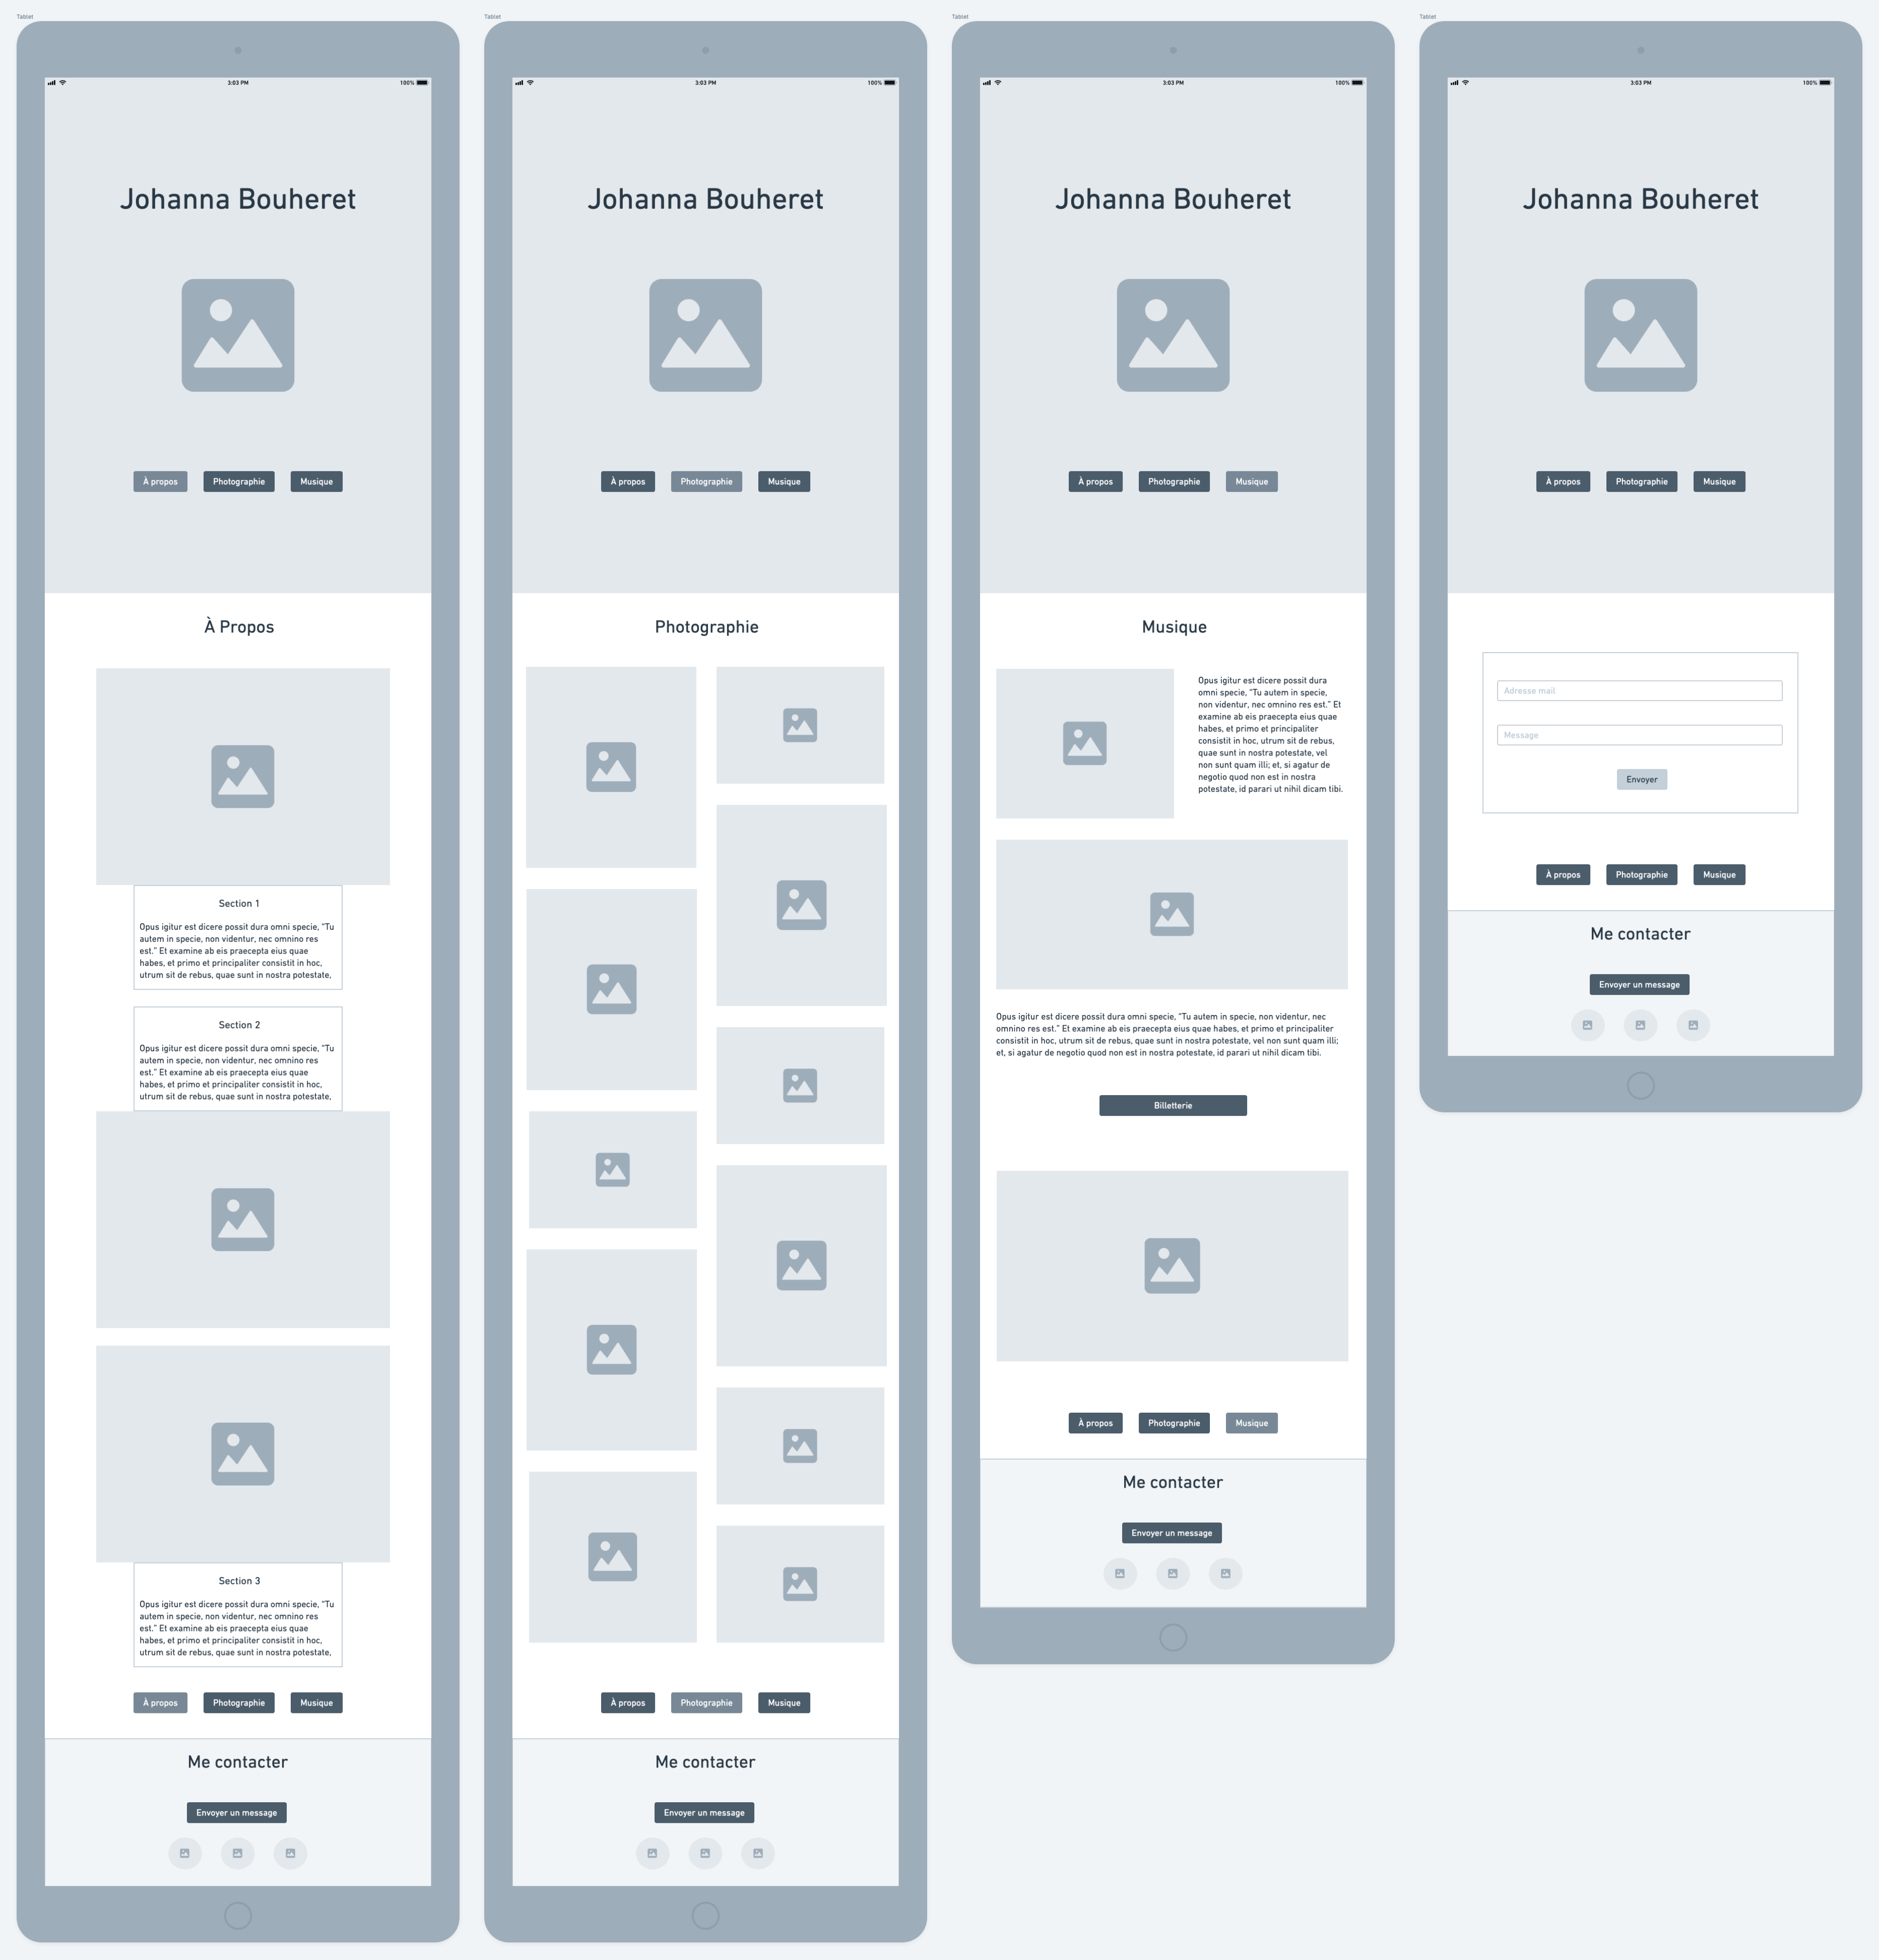 Tablet
3:03 PM
100%
Johanna Bouheret
À propos
Photographie
Musique
À Propos
Section 1
Opus igitur est dicere possit dura omni specie, “Tu
autem in specie, non videntur, nec omnino res
est.” Et examine ab eis praecepta eius quae
habes, et primo et principaliter consistit in hoc,
utrum sit de rebus, quae sunt in nostra potestate,
Section 2
Opus igitur est dicere possit dura omni specie, “Tu
autem in specie, non videntur, nec omnino res
est.” Et examine ab eis praecepta eius quae
habes, et primo et principaliter consistit in hoc,
utrum sit de rebus, quae sunt in nostra potestate,
Section 3
Opus igitur est dicere possit dura omni specie, “Tu
autem in specie, non videntur, nec omnino res
est.” Et examine ab eis praecepta eius quae
habes, et primo et principaliter consistit in hoc,
utrum sit de rebus, quae sunt in nostra potestate,
À propos
Photographie
Musique
Me contacter
Envoyer un message
Tablet
3:03 PM
100%
Johanna Bouheret
À propos
Photographie
Musique
Photographie
À propos
Photographie
Musique
Me contacter
Envoyer un message
Tablet
3:03 PM
100%
Johanna Bouheret
À propos
Photographie
Musique
Musique
Opus igitur est dicere possit dura
omni specie, “Tu autem in specie,
non videntur, nec omnino res est.” Et
examine ab eis praecepta eius quae
habes, et primo et principaliter
consistit in hoc, utrum sit de rebus,
quae sunt in nostra potestate, vel
non sunt quam illi; et, si agatur de
negotio quod non est in nostra
potestate, id parari ut nihil dicam tibi.
Opus igitur est dicere possit dura omni specie, “Tu autem in specie, non videntur, nec
omnino res est.” Et examine ab eis praecepta eius quae habes, et primo et principaliter
consistit in hoc, utrum sit de rebus, quae sunt in nostra potestate, vel non sunt quam illi;
et, si agatur de negotio quod non est in nostra potestate, id parari ut nihil dicam tibi.
Billetterie
À propos
Photographie
Musique
Me contacter
Envoyer un message
Tablet
3:03 PM
100%
Johanna Bouheret
À propos
Photographie
Musique
Adresse mail
Message
Envoyer
À propos
Photographie
Musique
Me contacter
Envoyer un message